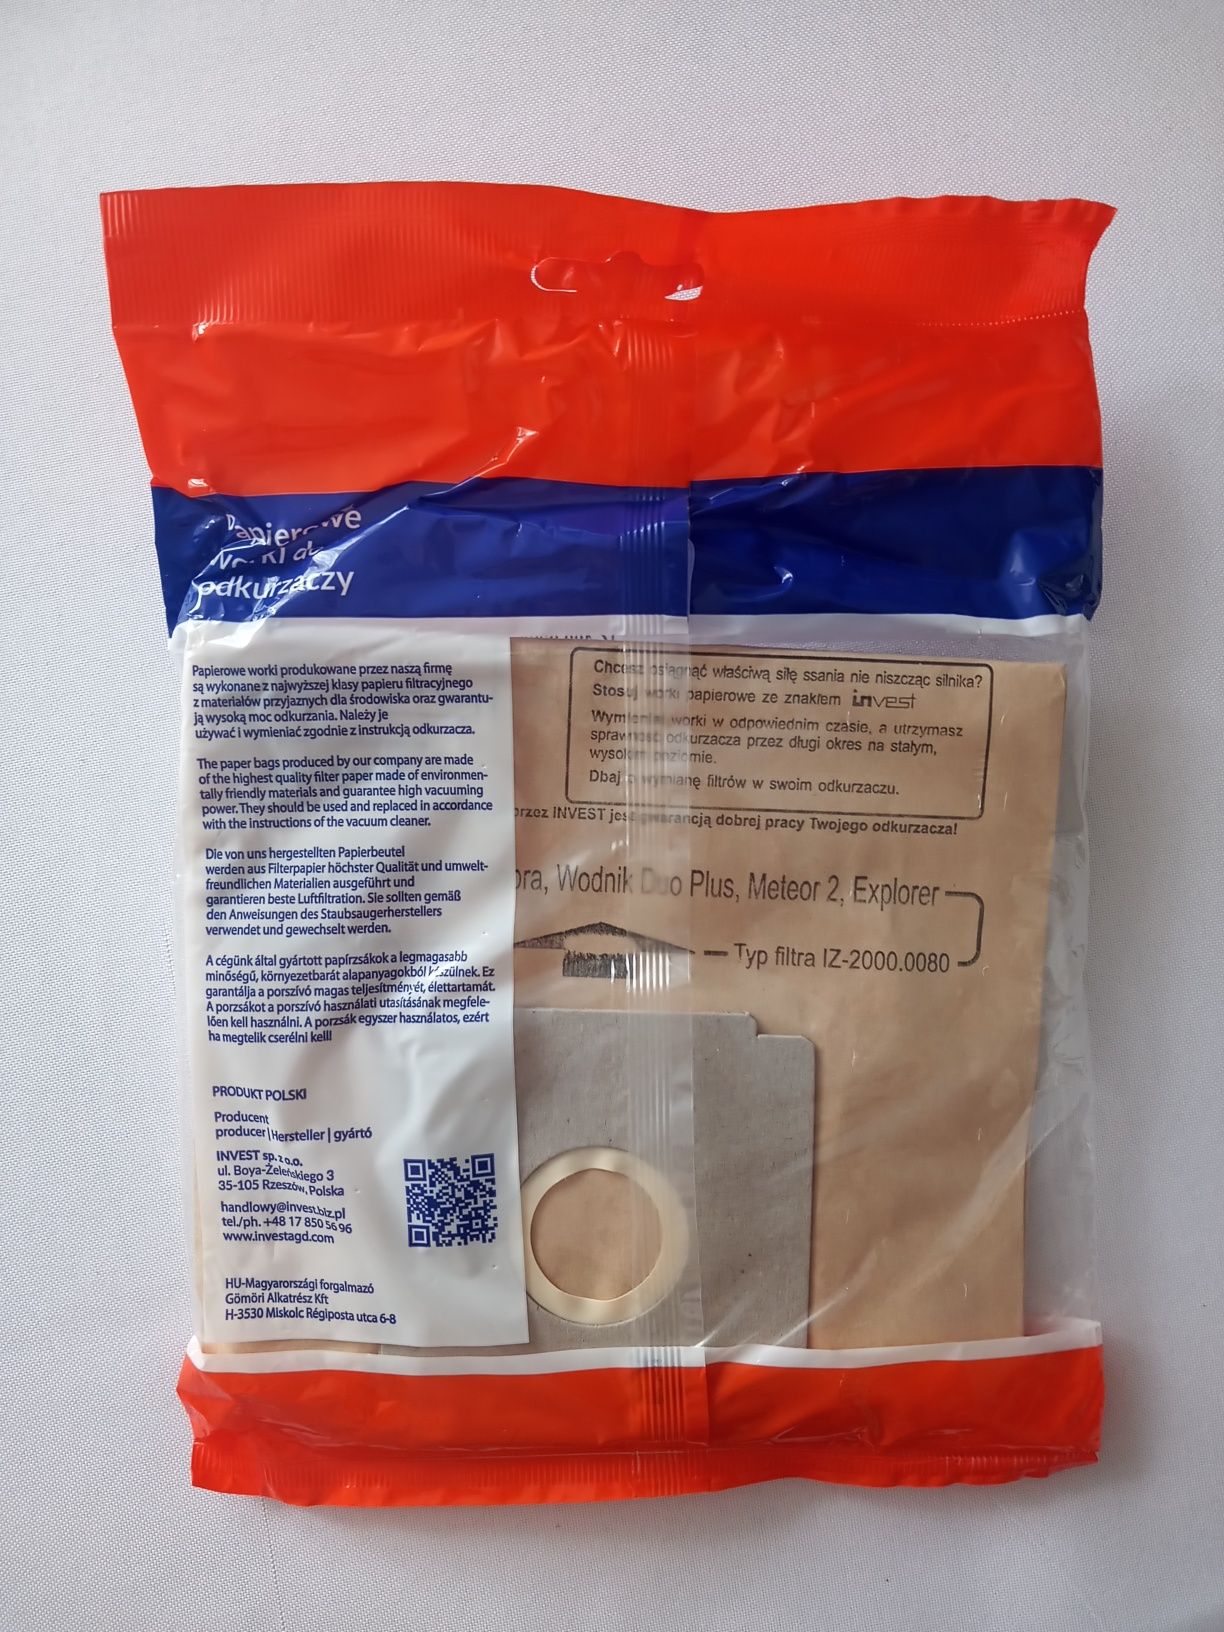 Papierowe
worki do
odkurzaczy
Papierowe worki produkowane przez naszą firmę
są wykonane z najwyższej klasy papieru filtracyjnego
z materiałów przyjaznych dla środowiska oraz gwarantu-
ją wysoką moc odkurzania. Należy je
używać i wymieniać zgodnie z instrukcją odkurzacza.
The paper bags produced by our company are made
of the highest quality filter paper made of environmen-
tally friendly materials and guarantee high vacuuming
power. They should be used and replaced in accordance
with the instructions of the vacuum cleaner.
Die von uns hergestellten Papierbeutel
werden aus Filterpapier höchster Qualität und umwelt-
freundlichen Materialien ausgeführt und
garantieren beste Luftfiltration. Sie sollten gemäß
den Anweisungen des Staubsaugerherstellers
verwendet und gewechselt werden.
A cégünk által gyártott papírzsákok a legmagasabb
minőségű, környezetbarát alapanyagokból készülnek. Ez
garantálja a porszívó magas teljesítményét, élettartamát.
A porzsákot a porszívó használati utasításának megfele-
lően kell használni. A porzsák egyszer használatos, ezért
ha megtelik cserélni kell!
PRODUKT POLSKI
Producent
producer | Hersteller | gyártó
INVEST sp. z o.o.
ul. Boya-Żeleńskiego 3
35-105 Rzeszów, Polska
handlowy@invest.biz.pl
tel./ph. +48 17 850 56 96
www.investagd.com
HU-Magyarországi forgalmazó
Gömöri Alkatrész Kft
H-3530 Miskolc Régiposta utca 6-8
Chcesz osiągnąć właściwą siłę ssania nie niszcząc silnika?
Stosuj worki papierowe ze znakiem invest
Wymieniaj worki w odpowiednim czasie, a utrzymasz
sprawność odkurzacza przez długi okres na stałym,
wysokim poziomie.
Dbaj o wymianę filtrów w swoim odkurzaczu.
przez INVEST jest gwarancją dobrej pracy Twojego odkurzacza!
Wodnik Duo Plus, Meteor 2, Explorer
Typ filtra IZ-2000.0080